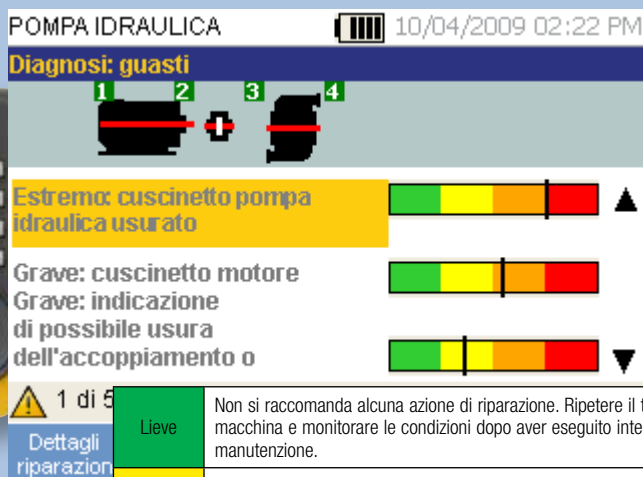 POMPA IDRAULICA 10/04/2009 02:22 PM
Diagnosi: guasti
1 2 3 4
Estremo: cuscinetto pompa
idraulica usurato
Grave: cuscinetto motore
Grave: indicazione
di possibile usura
dell'accoppiamento o
1 di 5
Dettagli
riparazion
Lieve
Non si raccomanda alcuna azione di riparazione. Ripetere il
macchina e monitorare le condizioni dopo aver eseguito
manutenzione.